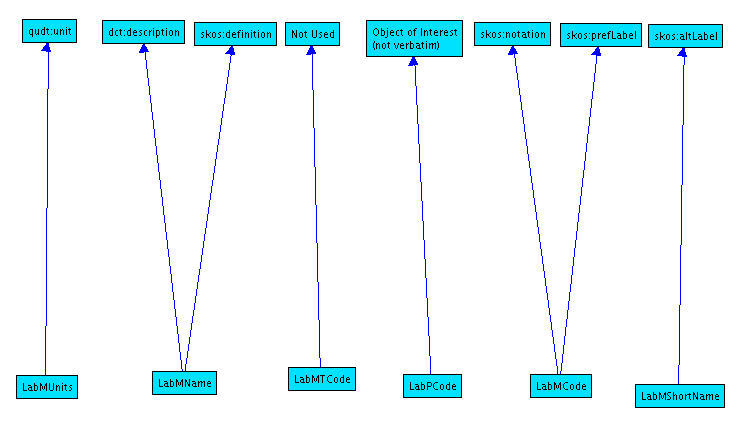 qudt:unit
dct:description
skos:definition
Not Used
Object of Interest
(not verbatim)
skos:notation
skos:prefLabel
skos:altLabel
LabMUnits
LabMName
LabMTCode
LabPCode
LabMCode
LabMShortName